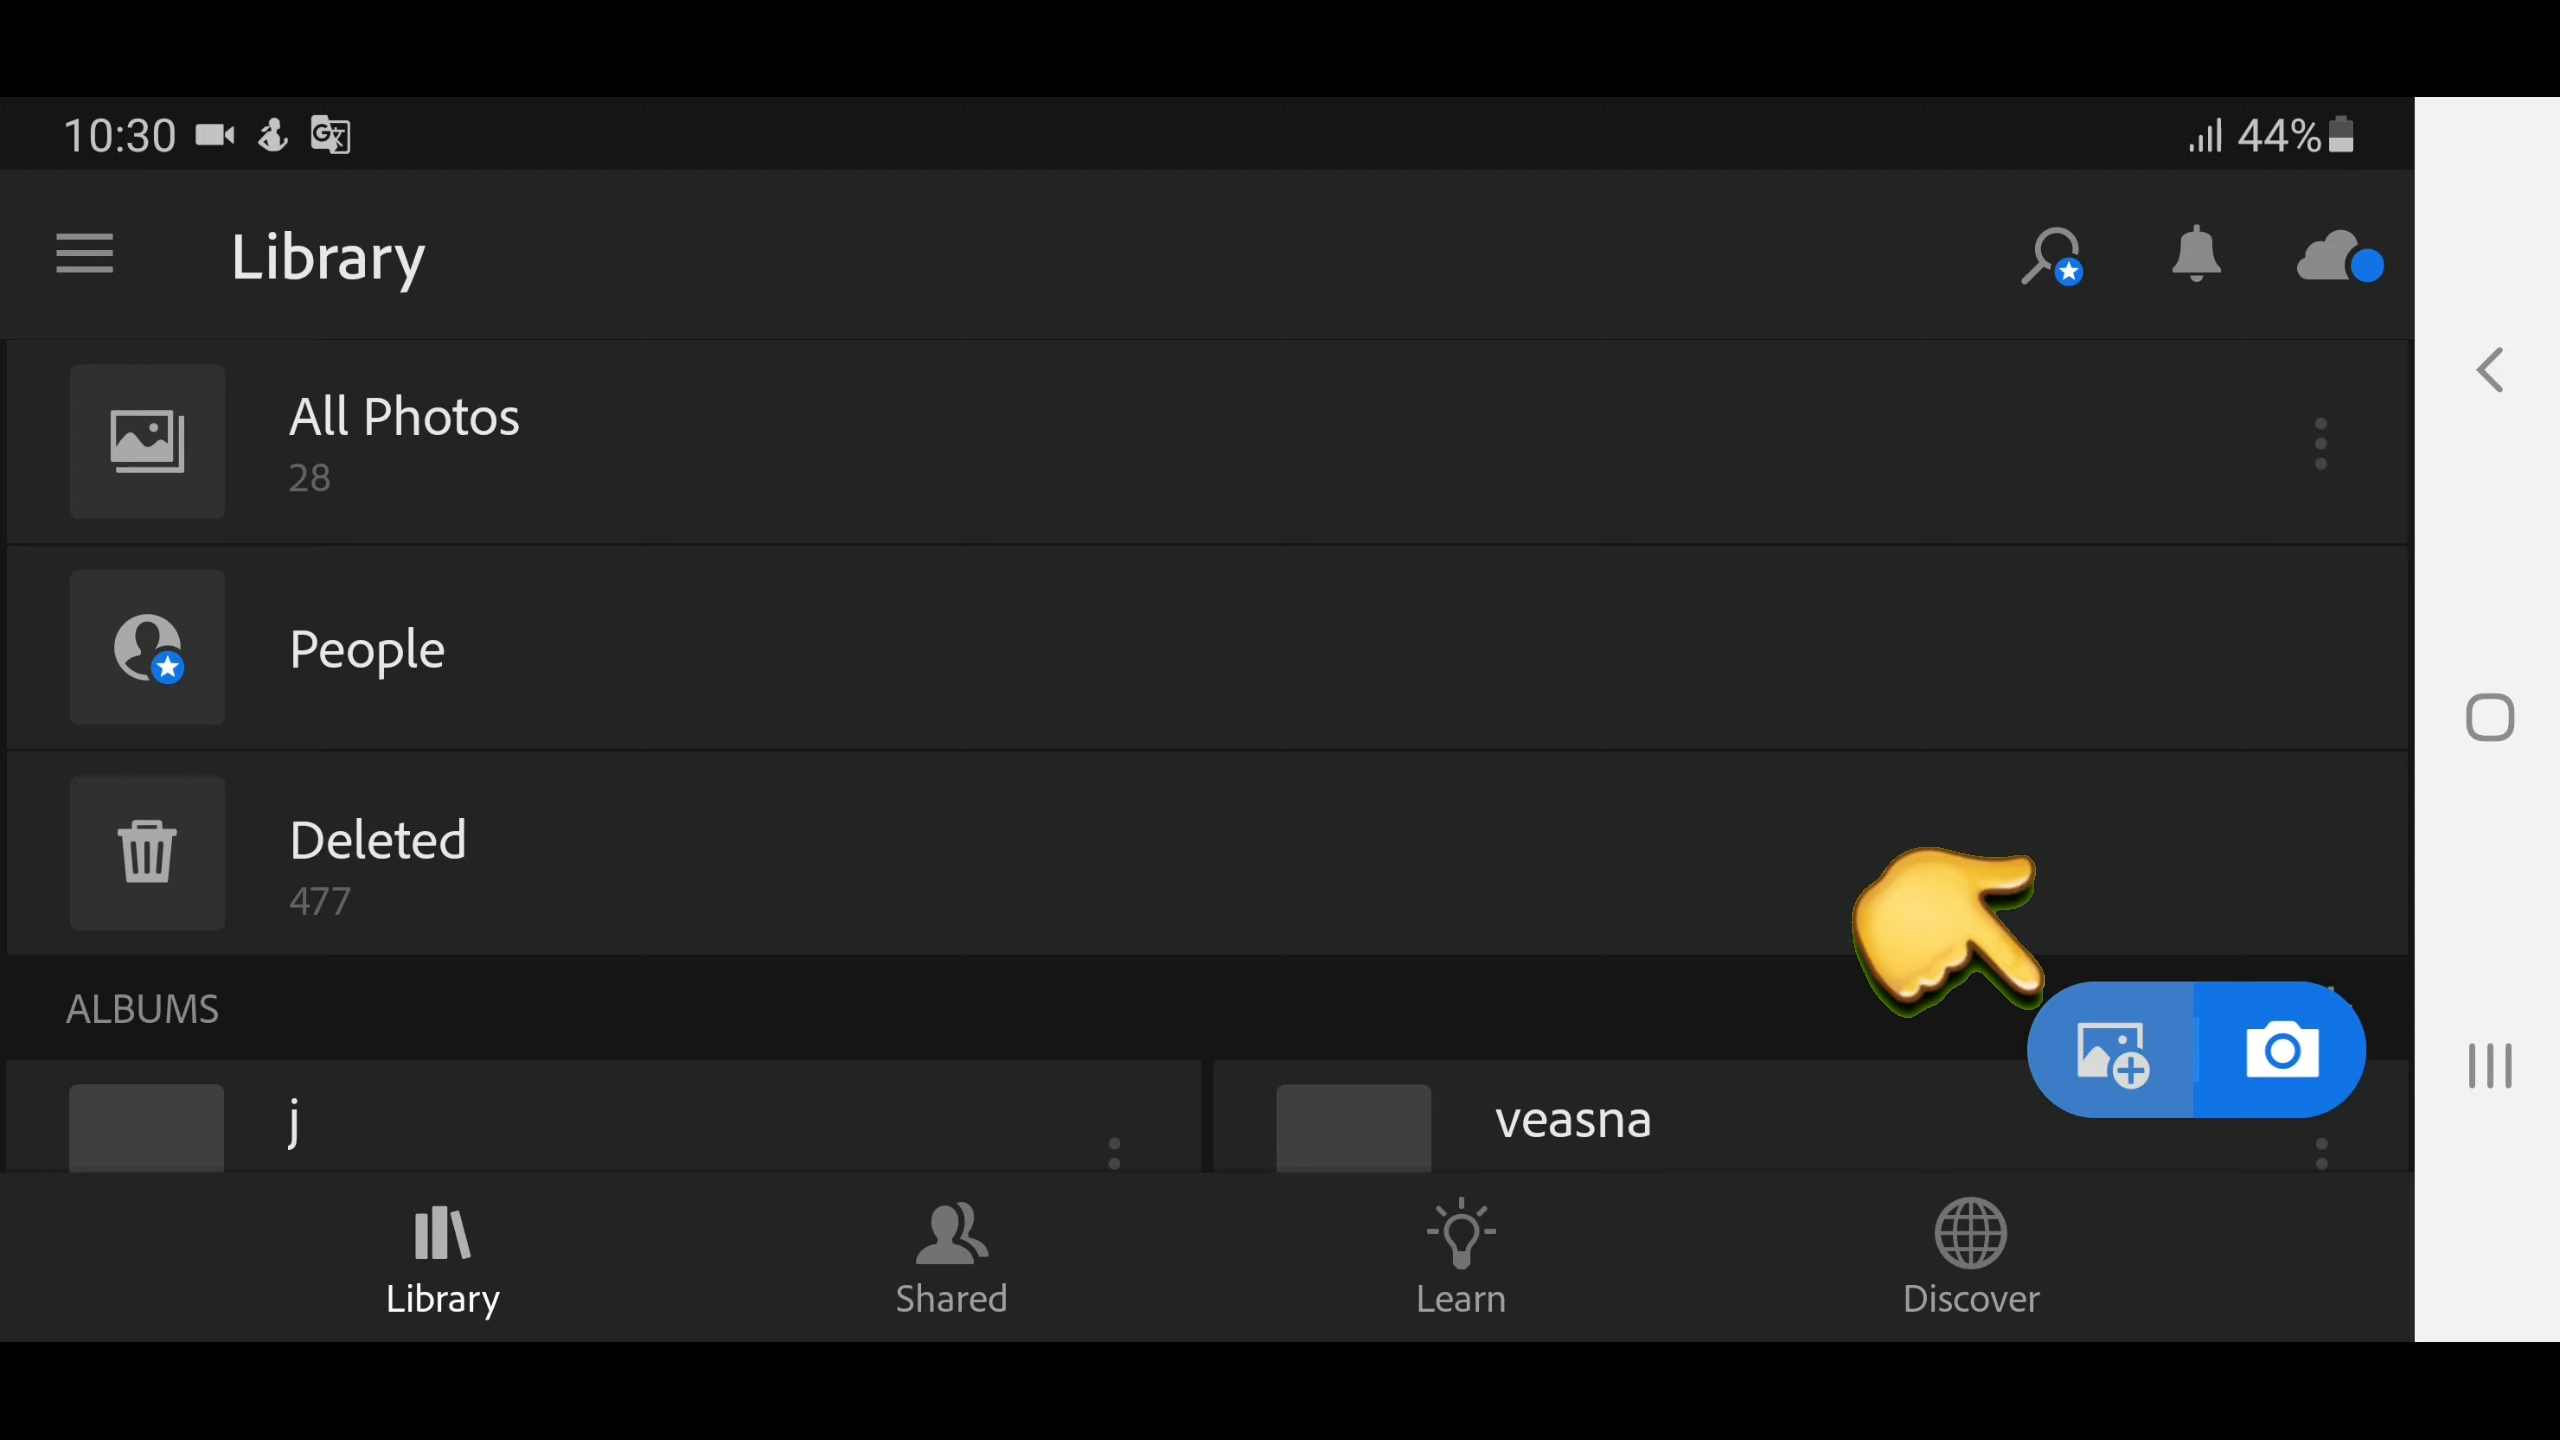 10:30
44%
Library
All Photos
28
People
Deleted
477
ALBUMS
j
veasna
Library
Shared
Learn
Discover